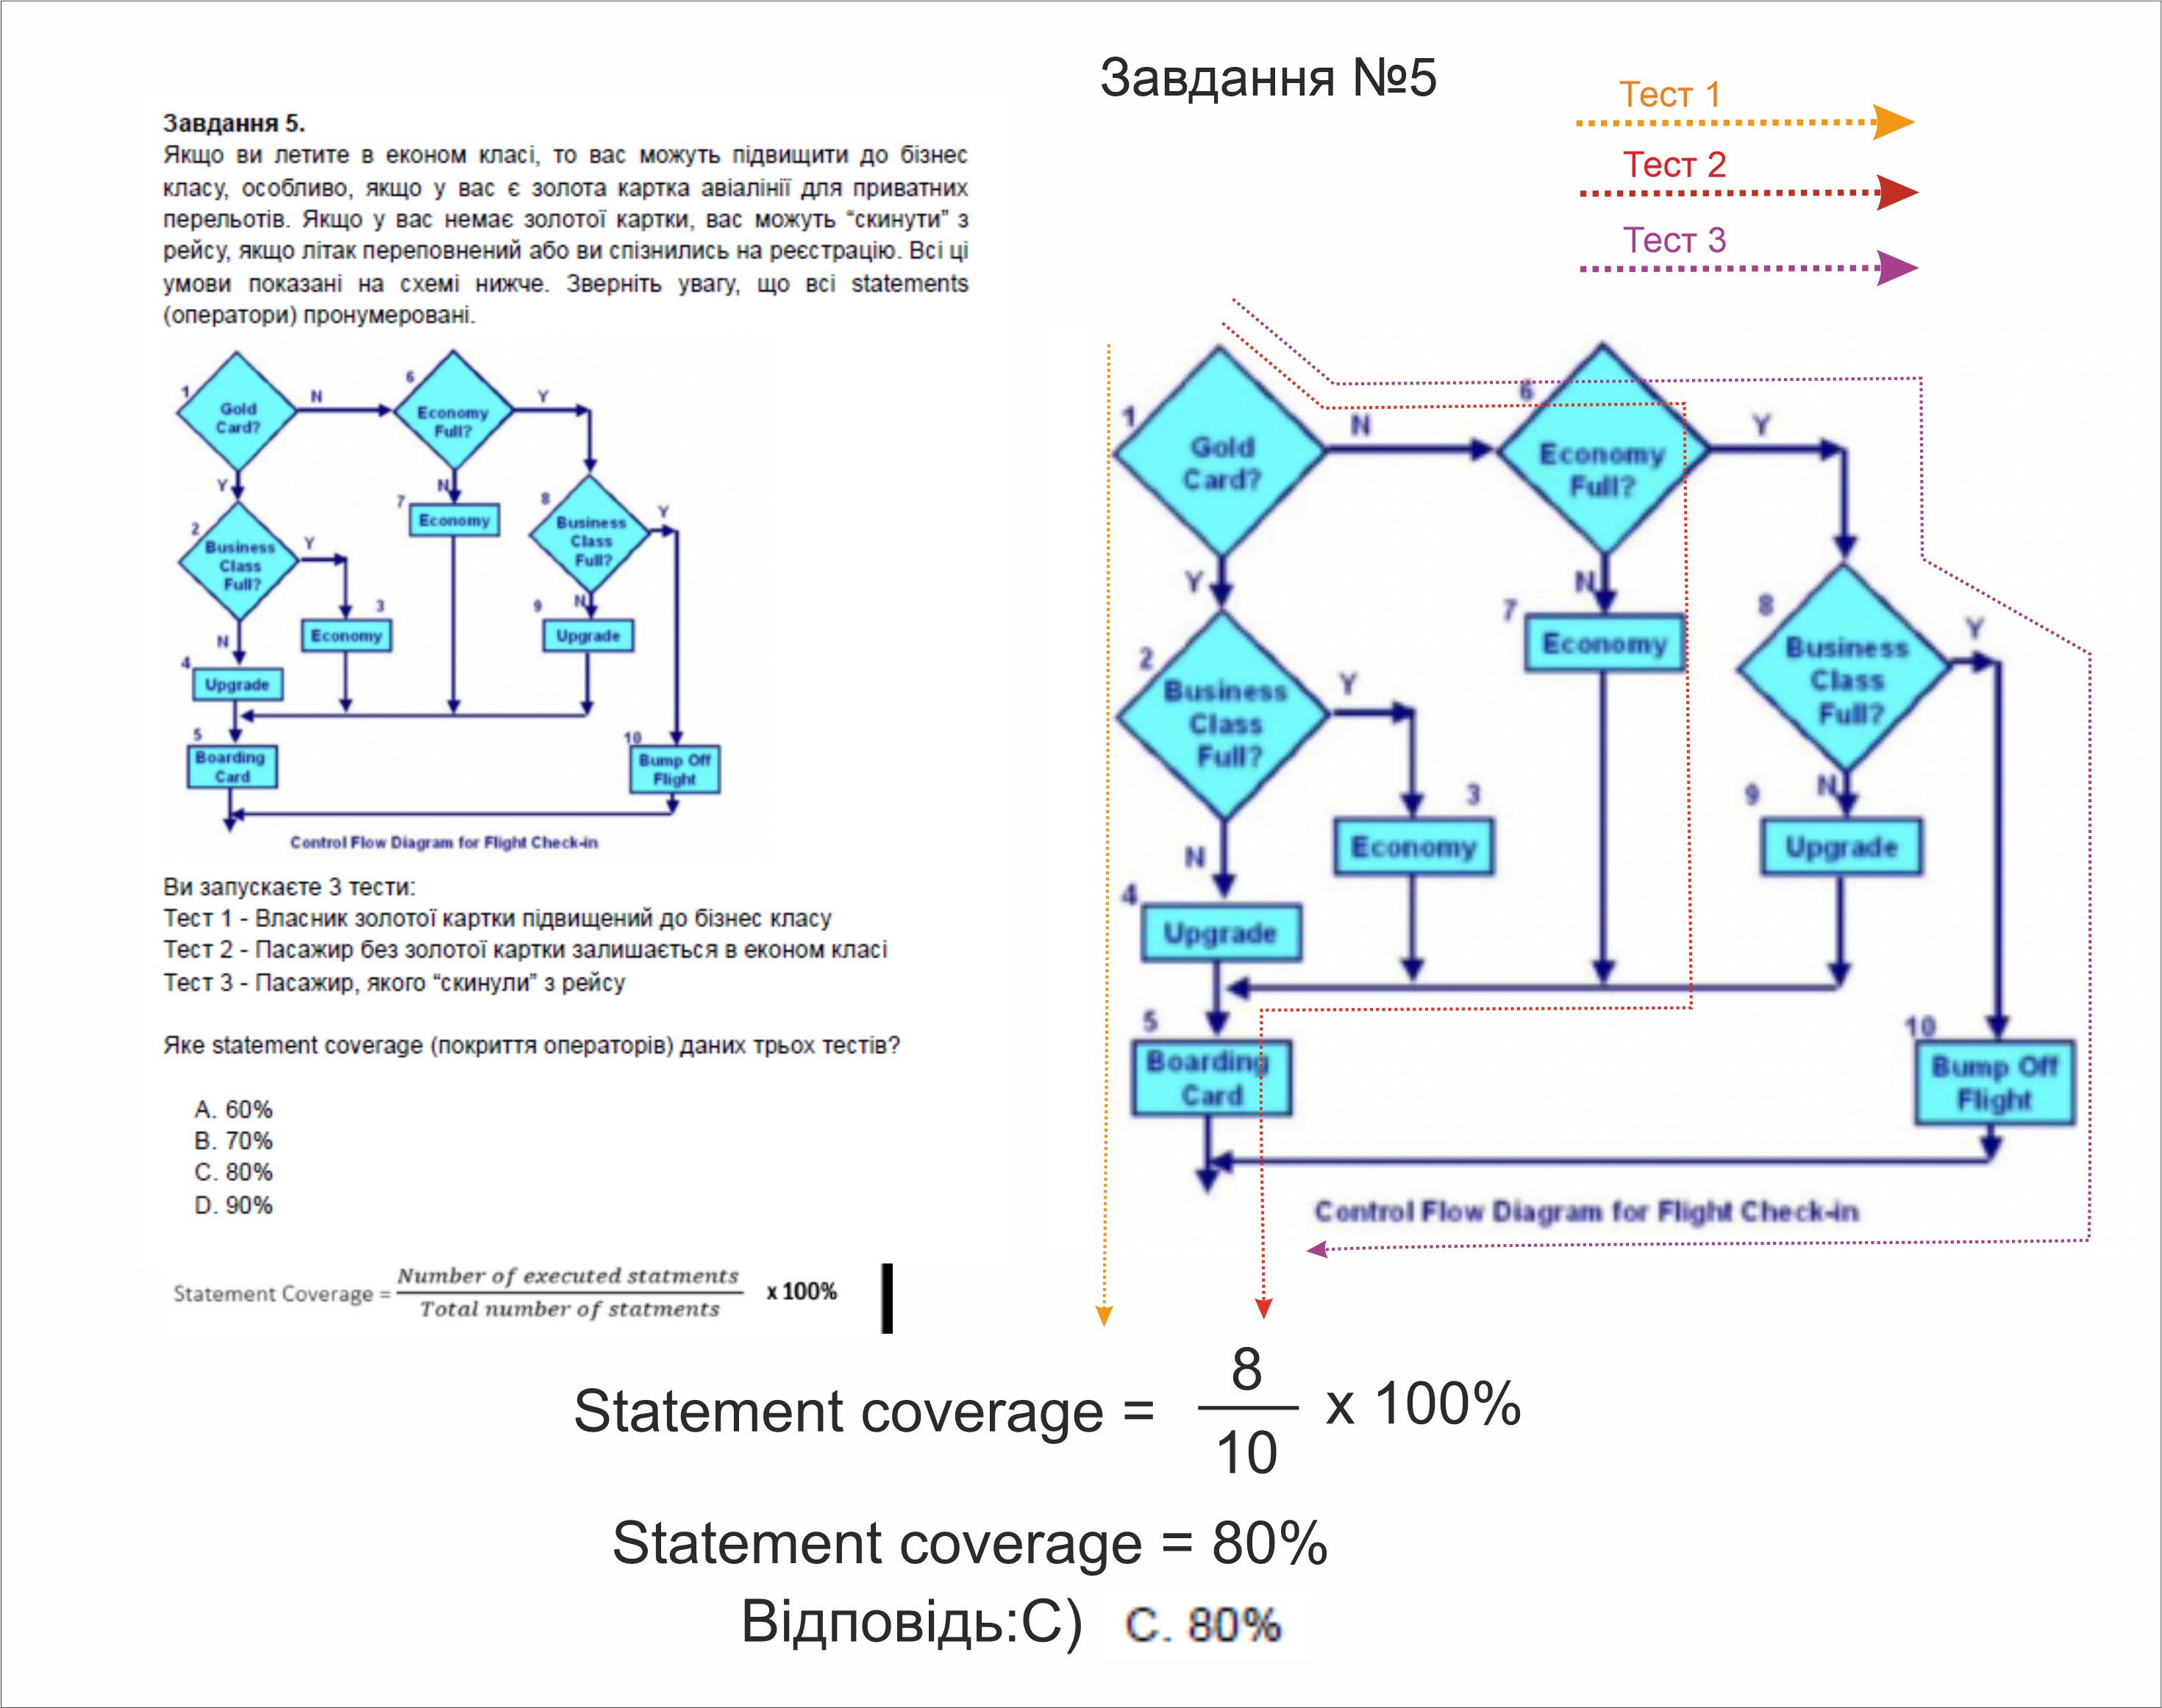 Завдання №5
Тест 1
Тест 2
Тест 3
Завдання 5.
Якщо ви летите в економ класі, то вас можуть підвищити до бізнес
класу, особливо, якщо у вас є золота картка авіалінії для приватних
перельотів. Якщо у вас немає золотої картки, вас можуть “скинути” з
рейсу, якщо літак переповнений або ви спізнились на реєстрацію. Всі ці
умови показані на схемі нижче. Зверніть увагу, що всі statements
(оператори) пронумеровані.
1
Gold
Card?
N
Y
6
Economy
Full?
Y
N
2
Business
Class
Full?
Y
N
7
Economy
8
Business
Class
Full?
Y
N
3
Economy
9
Upgrade
4
Upgrade
5
Boarding
Card
10
Bump Off
Flight
Control Flow Diagram for Flight Check-in
Ви запускаєте 3 тести:
Тест 1 - Власник золотої картки підвищений до бізнес класу
Тест 2 - Пасажир без золотої картки залишається в економ класі
Тест 3 - Пасажир, якого “скинули” з рейсу
Яке statement coverage (покриття операторів) даних трьох тестів?
A. 60%
B. 70%
C. 80%
D. 90%
Statement Coverage = Number of executed statments / Total number of statments x 100%
1
Gold
Card?
N
Y
6
Economy
Full?
Y
N
2
Business
Class
Full?
Y
N
7
Economy
8
Business
Class
Full?
Y
N
3
Economy
9
Upgrade
4
Upgrade
5
Boarding
Card
10
Bump Off
Flight
Control Flow Diagram for Flight Check-in
Statement coverage = 8 / 10 x 100%
Statement coverage = 80%
Відповідь:C) C. 80%